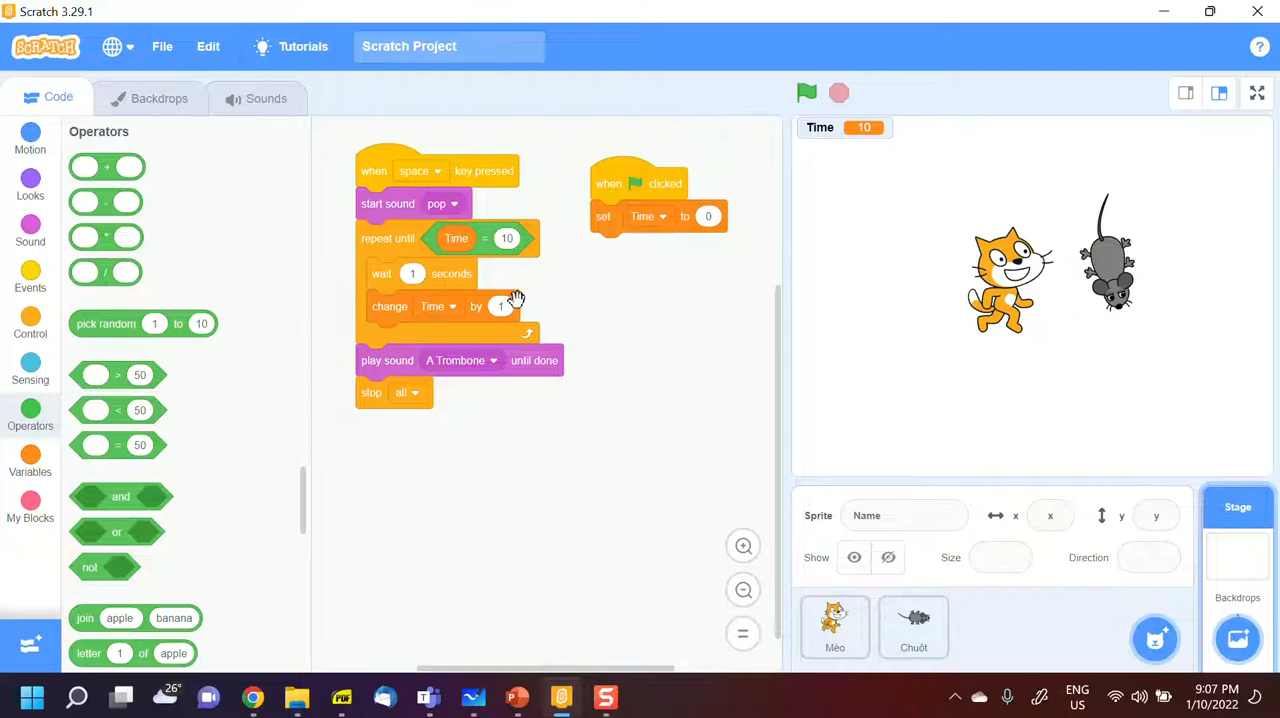 Scratch 3.29.1
SCRATCH
File
Edit
Tutorials
Scratch Project
?
Code
Backdrops
Sounds
Motion
Looks
Sound
Events
Control
Sensing
Operators
Variables
My Blocks
Operators
+
-
*
/
pick random 1 to 10
> 50
< 50
= 50
and
or
not
join apple banana
letter 1 of apple
when space key pressed
start sound pop
repeat until Time = 10
wait 1 seconds
change Time by 1
play sound A Trombone until done
stop all
when clicked
set Time to 0
Time 10
Sprite Name x x y y
Show Size Direction
Mèo
Chuột
Stage
Backdrops
26°
PDF
ENG
US
9:07 PM
1/10/2022